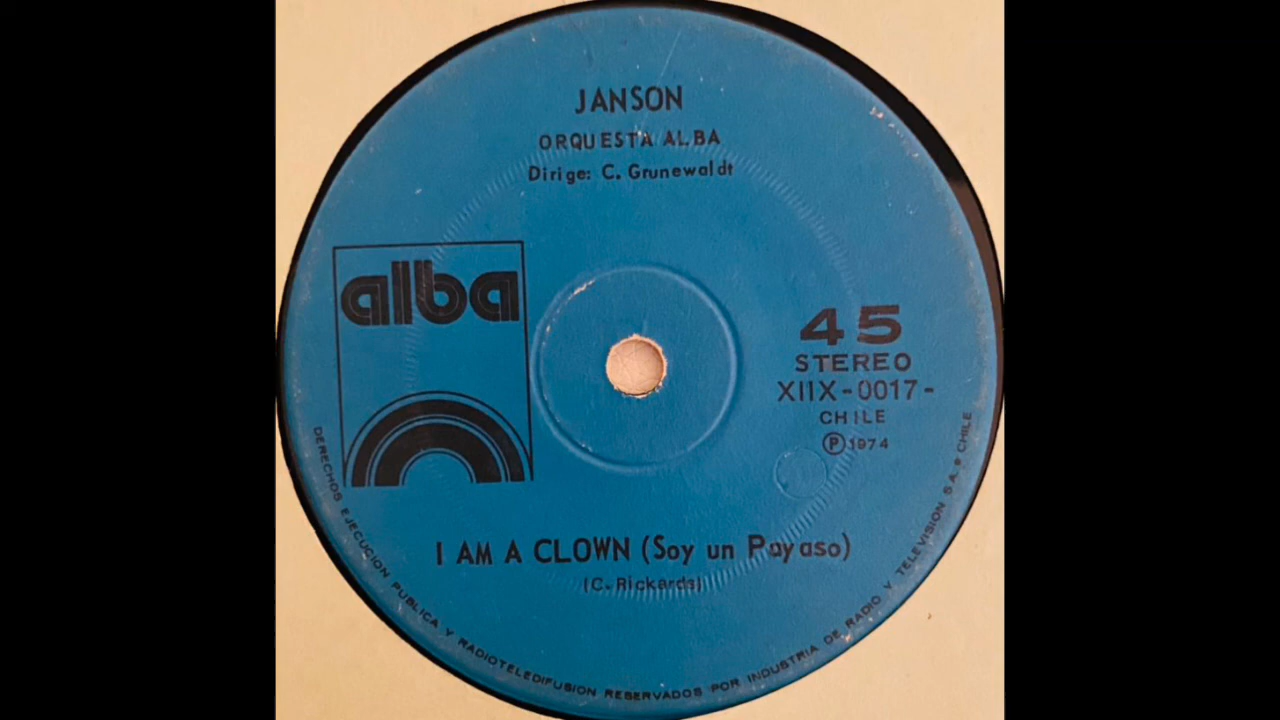 JANSON
ORQUESTA ALBA
Dirige: C. Grunewaldt
alba
45
STEREO
XIIX-0017-
CHILE
Ⓟ1974
I AM A CLOWN (Soy un Payaso)
(C. Rickards)
DERECHOS EJECUCION PUBLICA Y RADIOTELEDIFUSION RESERVADOS POR INDUSTRIA DE RADIO Y TELEVISION S.A. • CHILE